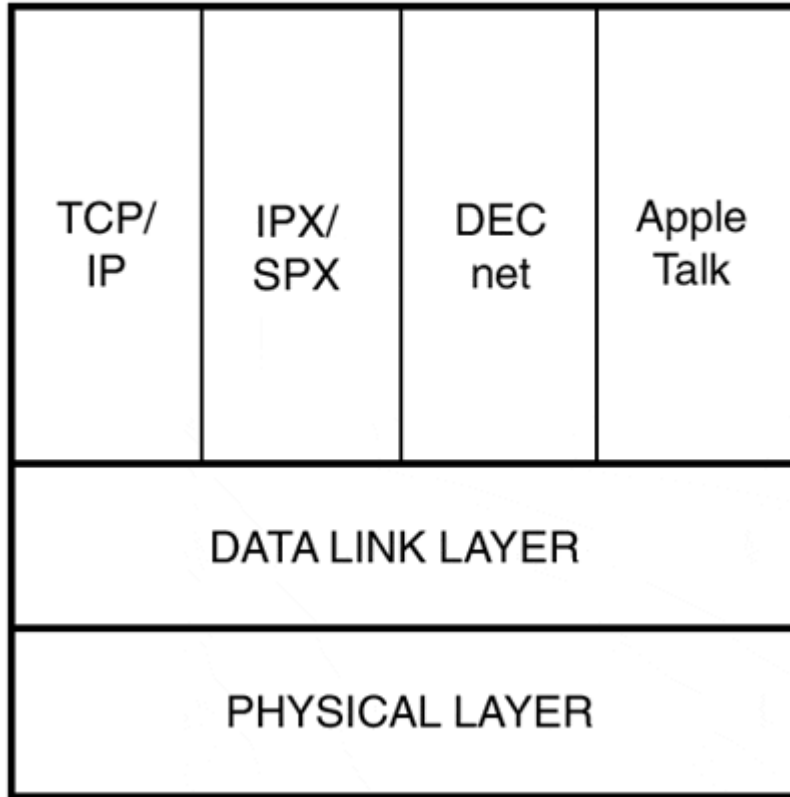 TCP/
IP
IPX/
SPX
DEC
net
Apple
Talk
DATA LINK LAYER
PHYSICAL LAYER